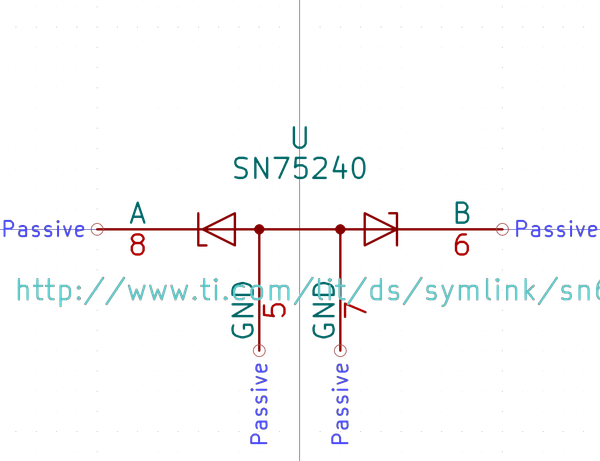 U
SN75240
A
B
Passive
Passive
8
6
http://www.ti.com/lit/ds/symlink/sn6
GND
5
GND
7
Passive
Passive